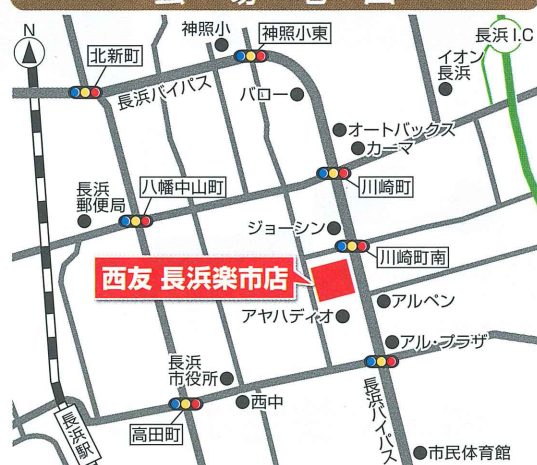 会場地図
N
神照小
神照小東
長浜I.C
北新町
長浜バイパス
バロー
イオン
長浜
オートバックス
カーマ
長浜
郵便局
八幡中山町
川崎町
ジョーシン
川崎町南
西友 長浜楽市店
アルペン
アヤハディオ
アル・プラザ
長浜
市役所
西中
長浜バイパス
高田町
長浜駅
市民体育館